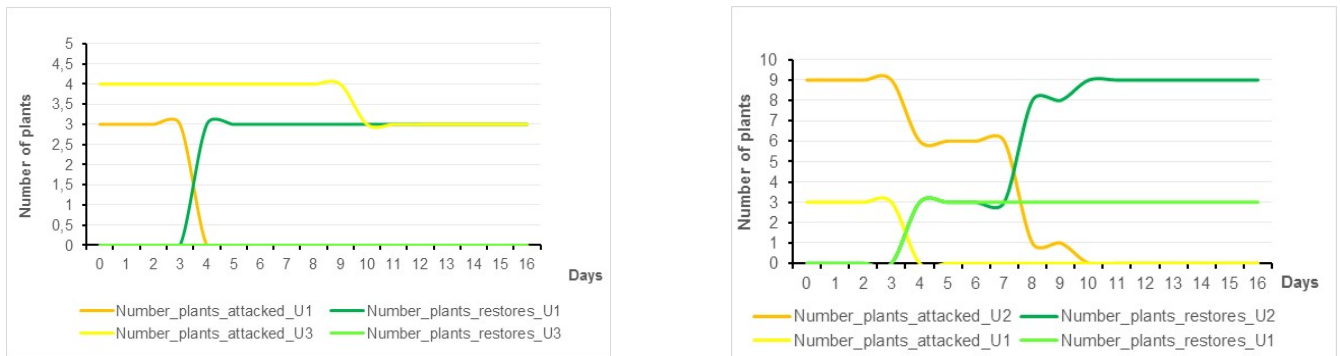 Number of plants
5
4,5
4
3,5
3
2,5
2
1,5
1
0,5
0
0 1 2 3 4 5 6 7 8 9 10 11 12 13 14 15 16
Days
Number_plants_attacked_U1 Number_plants_restores_U1
Number_plants_attacked_U3 Number_plants_restores_U3
Number of plants
10
9
8
7
6
5
4
3
2
1
0
0 1 2 3 4 5 6 7 8 9 10 11 12 13 14 15 16 Days
Number_plants_attacked_U2 Number_plants_restores_U2
Number_plants_attacked_U1 Number_plants_restores_U1